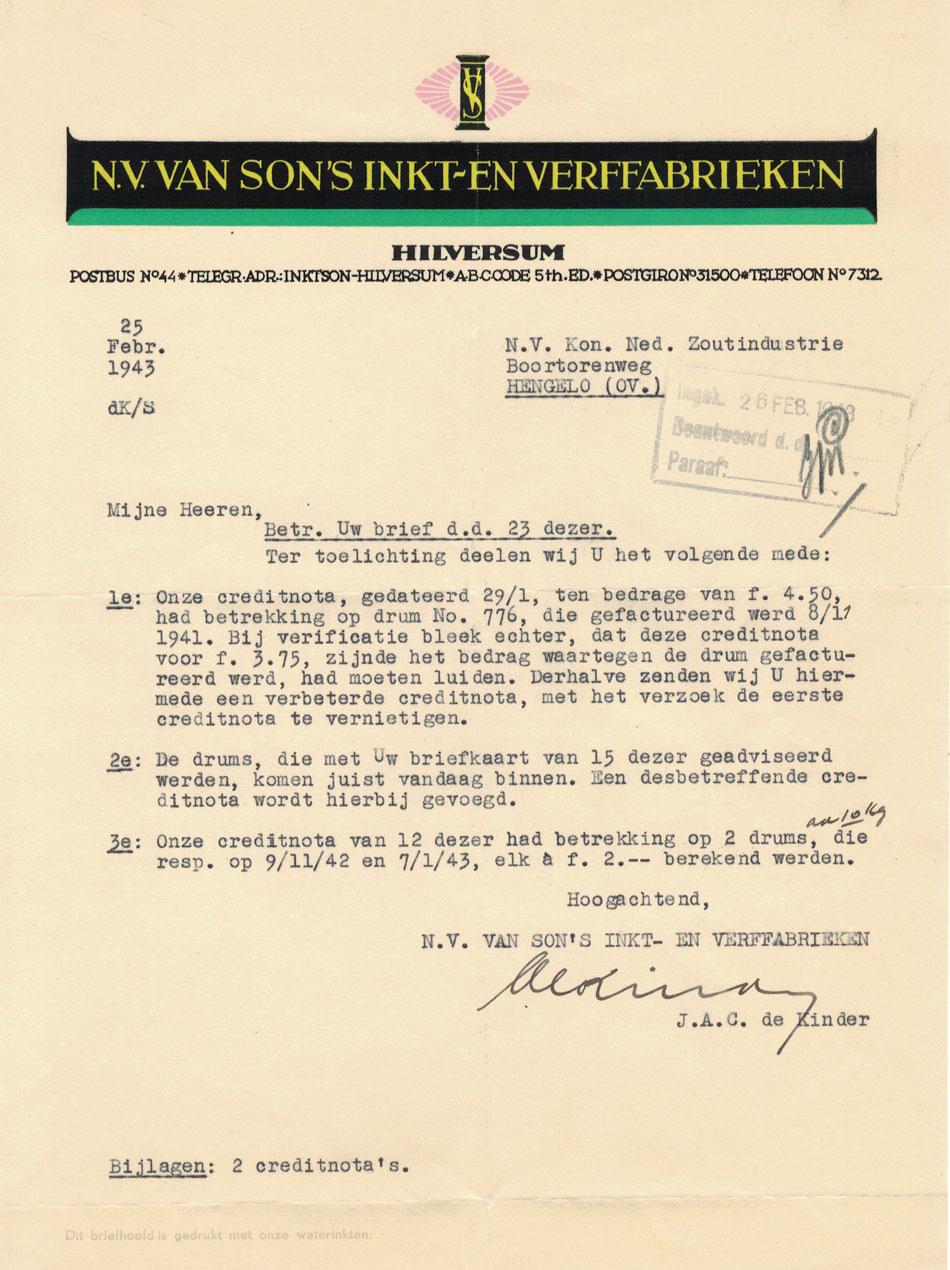 VS
N.V. VAN SON'S INKT-EN VERFFABRIEKEN
HILVERSUM
POSTBUS No 44*TELEGR.ADR.: INKTSON-HILVERSUM*A.B.C.CODE 5th.ED.*POSTGIRO No 31500*TELEFOON No 7312.
25
Febr.
1943
dK/S
N.V. Kon. Ned. Zoutindustrie
Boortorenweg
HENGELO (OV.)
Ingek. 26 FEB. 1943
Beantwoord d. d.
Paraaf:
Mijne Heeren,
Betr. Uw brief d.d. 23 dezer.
Ter toelichting deelen wij U het volgende mede:
1e: Onze creditnota, gedateerd 29/1, ten bedrage van f. 4.50,
had betrekking op drum No. 776, die gefactureerd werd 8/11
1941. Bij verificatie bleek echter, dat deze creditnota
voor f. 3.75, zijnde het bedrag waartegen de drum gefactu-
reerd werd, had moeten luiden. Derhalve zenden wij U hier-
mede een verbeterde creditnota, met het verzoek de eerste
creditnota te vernietigen.
2e: De drums, die met Uw briefkaart van 15 dezer geadviseerd
werden, komen juist vandaag binnen. Een desbetreffende cre-
ditnota wordt hierbij gevoegd.
10 Kg
3e: Onze creditnota van 12 dezer had betrekking op 2 drums, die
resp. op 9/11/42 en 7/1/43, elk à f. 2.-- berekend werden.
Hoogachtend,
N.V. VAN SON'S INKT- EN VERFFABRIEKEN
J.A.C. de Kinder
Bijlagen: 2 creditnota's.
Dit briefhoofd is gedrukt met onze waterinkten.